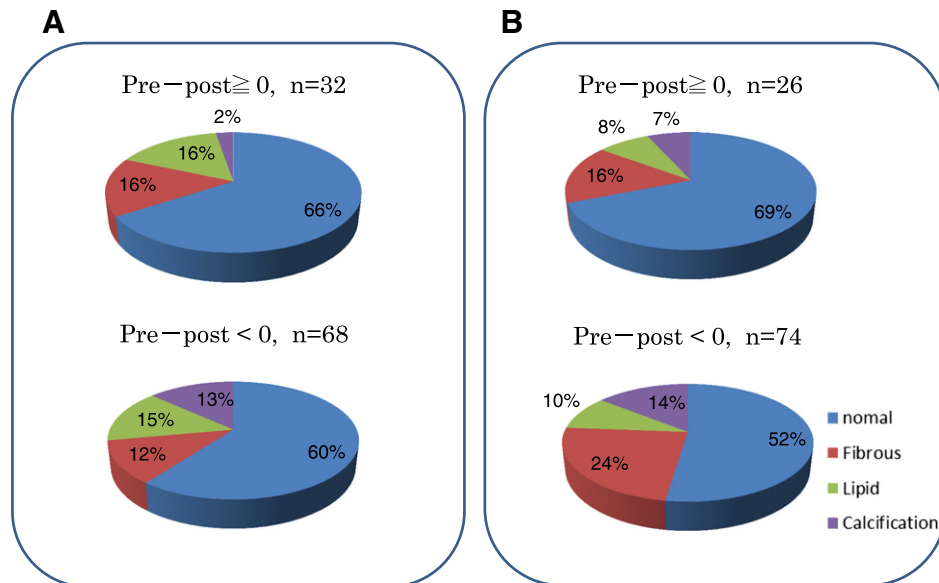 A
Pre－post≧ 0, n=32
2%
16%
16%
66%
Pre－post < 0, n=68
13%
15%
12%
60%
B
Pre－post≧ 0, n=26
7%
8%
16%
69%
Pre－post < 0, n=74
14%
10%
24%
52%
nomal
Fibrous
Lipid
Calcification